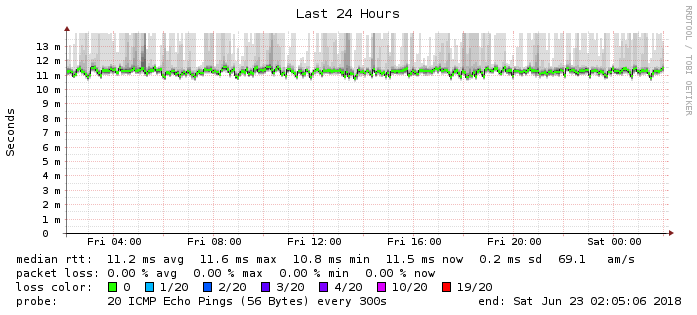 Last 24 Hours
RRDTOOL / TOBI OETIKER
Seconds
13 m
12 m
11 m
10 m
9 m
8 m
7 m
6 m
5 m
4 m
3 m
2 m
1 m
0
Fri 04:00 Fri 08:00 Fri 12:00 Fri 16:00 Fri 20:00 Sat 00:00
median rtt: 11.2 ms avg 11.6 ms max 10.8 ms min 11.5 ms now 0.2 ms sd 69.1 am/s
packet loss: 0.00 % avg 0.00 % max 0.00 % min 0.00 % now
loss color: 0 1/20 2/20 3/20 4/20 10/20 19/20
probe: 20 ICMP Echo Pings (56 Bytes) every 300s end: Sat Jun 23 02:05:06 2018